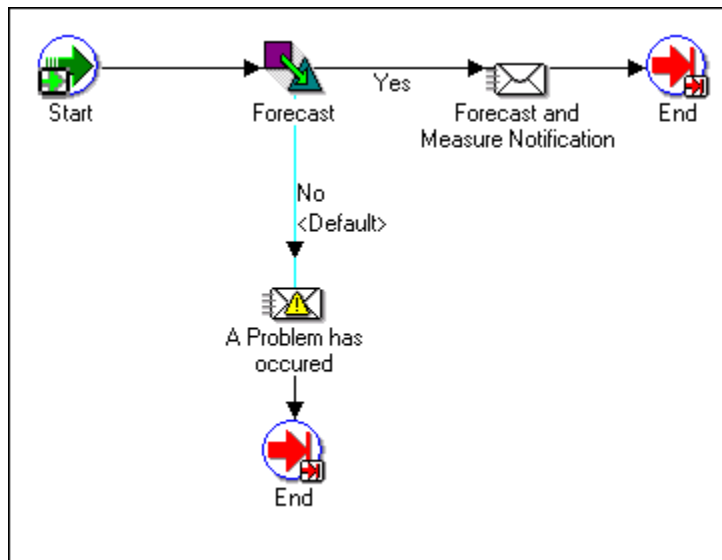 Start
Forecast
Yes
Forecast and
Measure Notification
End
No
<Default>
A Problem has
occured
End